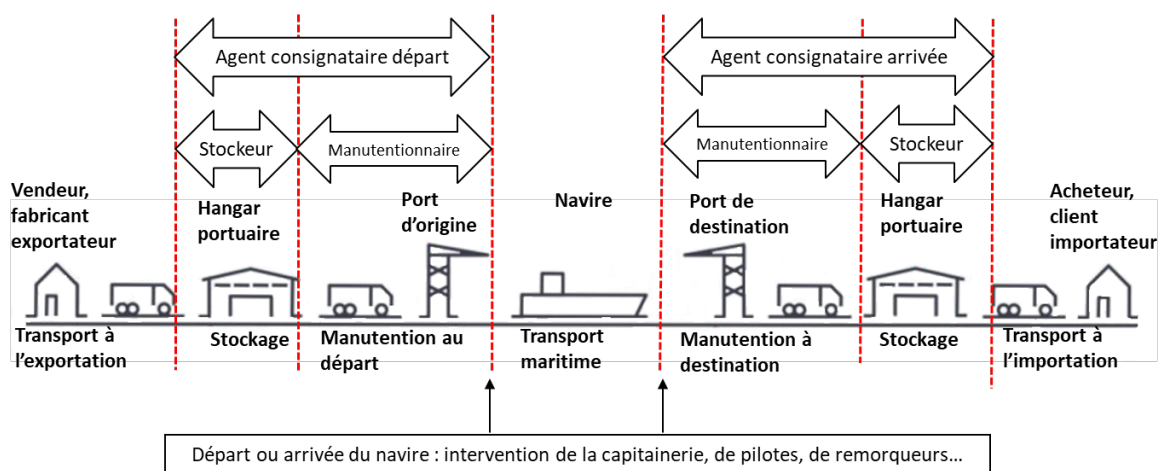 Agent consignataire départ
Agent consignataire arrivée
Stockeur
Manutentionnaire
Manutentionnaire
Stockeur
Vendeur,
fabricant
exportateur
Hangar
portuaire
Port
d’origine
Navire
Port de
destination
Hangar
portuaire
Acheteur,
client
importateur
Transport à
l’exportation
Stockage
Manutention au
départ
Transport
maritime
Manutention à
destination
Stockage
Transport à
l’importation
Départ ou arrivée du navire : intervention de la capitainerie, de pilotes, de remorqueurs…